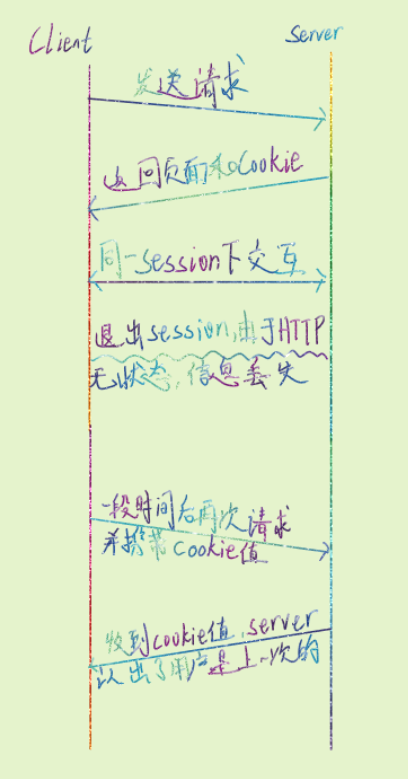 Client
Server
发送请求
返回页面和Cookie
同一session下交互
退出session,由于HTTP
无状态,信息丢失
一段时间后再次请求
并携带cookie值
收到cookie值,server
认出了用户是上一次的